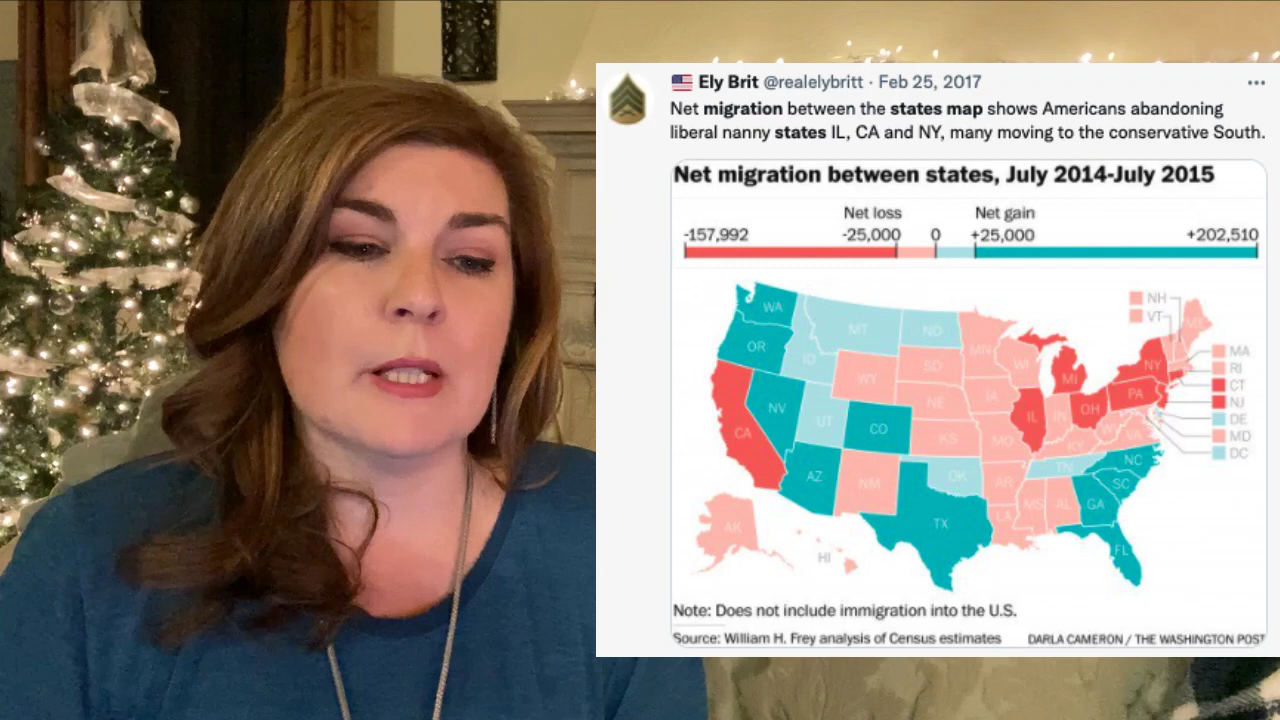 Ely Brit @realelybritt · Feb 25, 2017
Net migration between the states map shows Americans abandoning
liberal nanny states IL, CA and NY, many moving to the conservative South.
Net migration between states, July 2014-July 2015
Net loss Net gain
-157,992 -25,000 0 +25,000 +202,510
WA
MT ND
NH
VT
ME
OR
ID
MN
WI
SD
MI
NY
MA
WY
RI
IA
PA
CT
NV
NE
IL
IN
OH
NJ
UT
CO
DE
CA
KS
MO
WV
VA
MD
KY
DC
AZ
NM
OK
TN
NC
AR
SC
MS
AL
GA
TX
LA
AK
HI
FL
Note: Does not include immigration into the U.S.
Source: William H. Frey analysis of Census estimates DARLA CAMERON / THE WASHINGTON POST